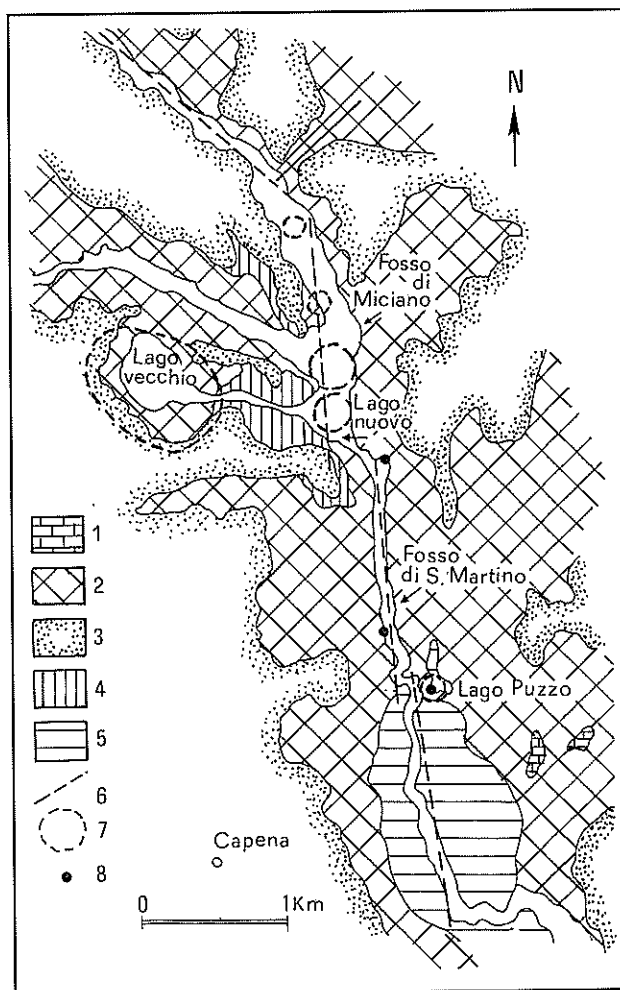 N
Fosso
di
Miciano
Lago
vecchio
Lago
nuovo
Fosso
di S. Martino
Lago Puzzo
1
2
3
4
5
6
7
8
Capena
0 1Km